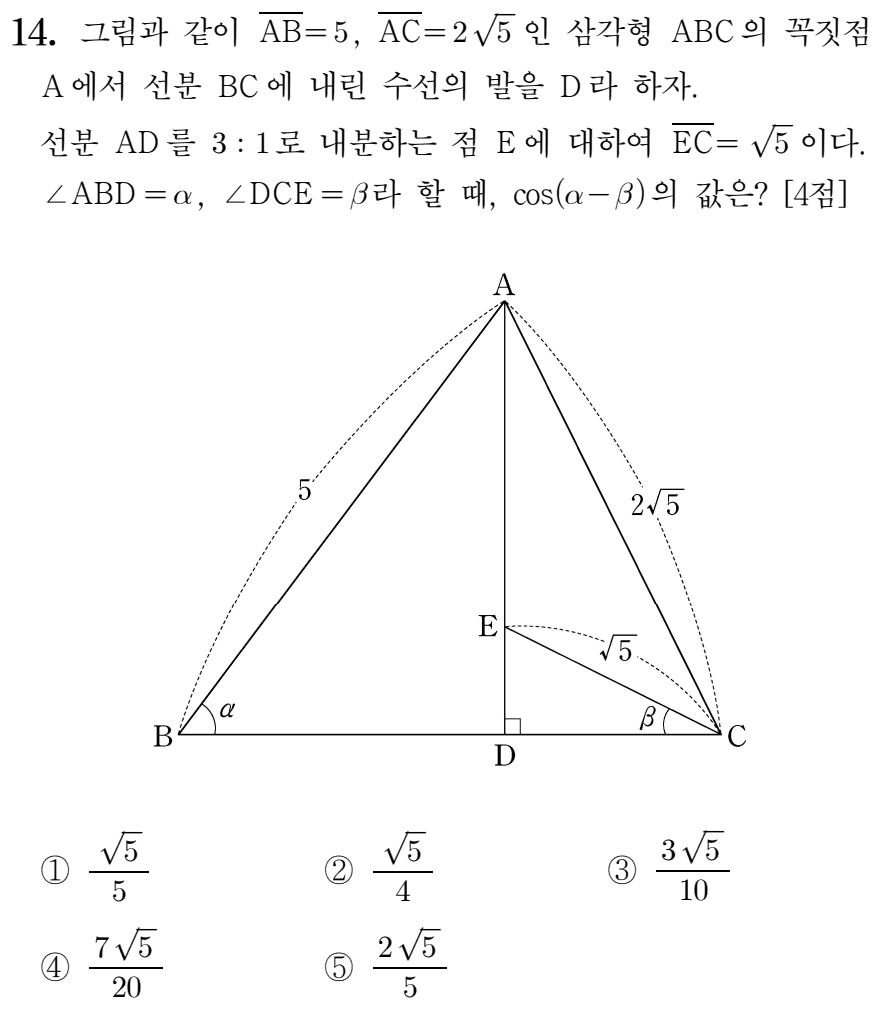 14. 그림과 같이 AB=5, AC=2√5 인 삼각형 ABC의 꼭짓점
A에서 선분 BC에 내린 수선의 발을 D라 하자.
선분 AD를 3 : 1로 내분하는 점 E에 대하여 EC= √5 이다.
∠ABD=α, ∠DCE=β라 할 때, cos(α-β)의 값은? [4점]
A
5
2√5
E
√5
B
α
β
C
D
① √5/5
② √5/4
③ 3√5/10
④ 7√5/20
⑤ 2√5/5